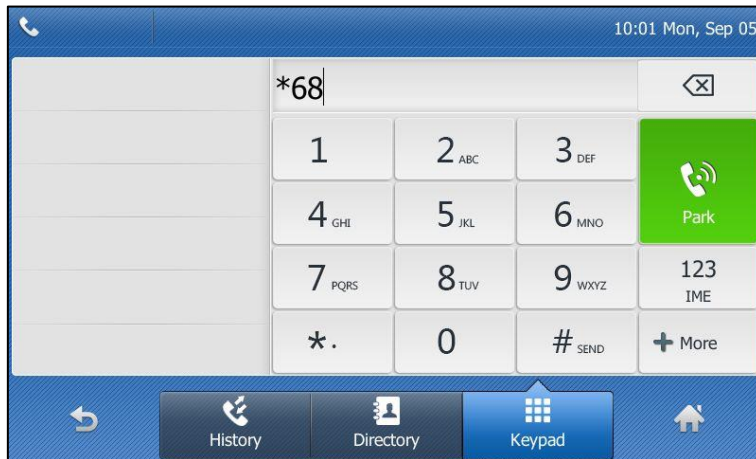 10:01 Mon, Sep 05
*68
1
2 ABC
3 DEF
Park
4 GHI
5 JKL
6 MNO
7 PQRS
8 TUV
9 WXYZ
123
IME
*.
0
# SEND
+ More
History
Directory
Keypad